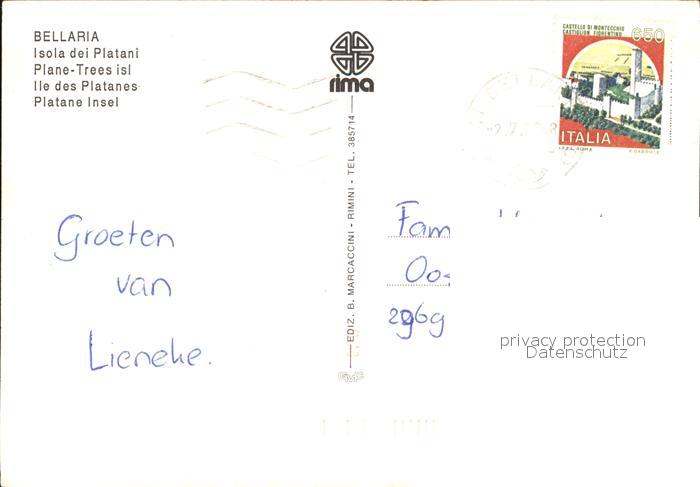 BELLARIA
Isola dei Platani
Plane-Trees isl
Ile des Platanes
Platane Insel
rima
EDIZ. B. MARCACCINI - RIMINI - TEL. 385714
CASTELLO DI MONTECCHIO
CASTIGLION FIORENTINO
650
ITALIA
Groeten
van
Lieneke.
Fam
Oo
privacy protection
Datenschutz